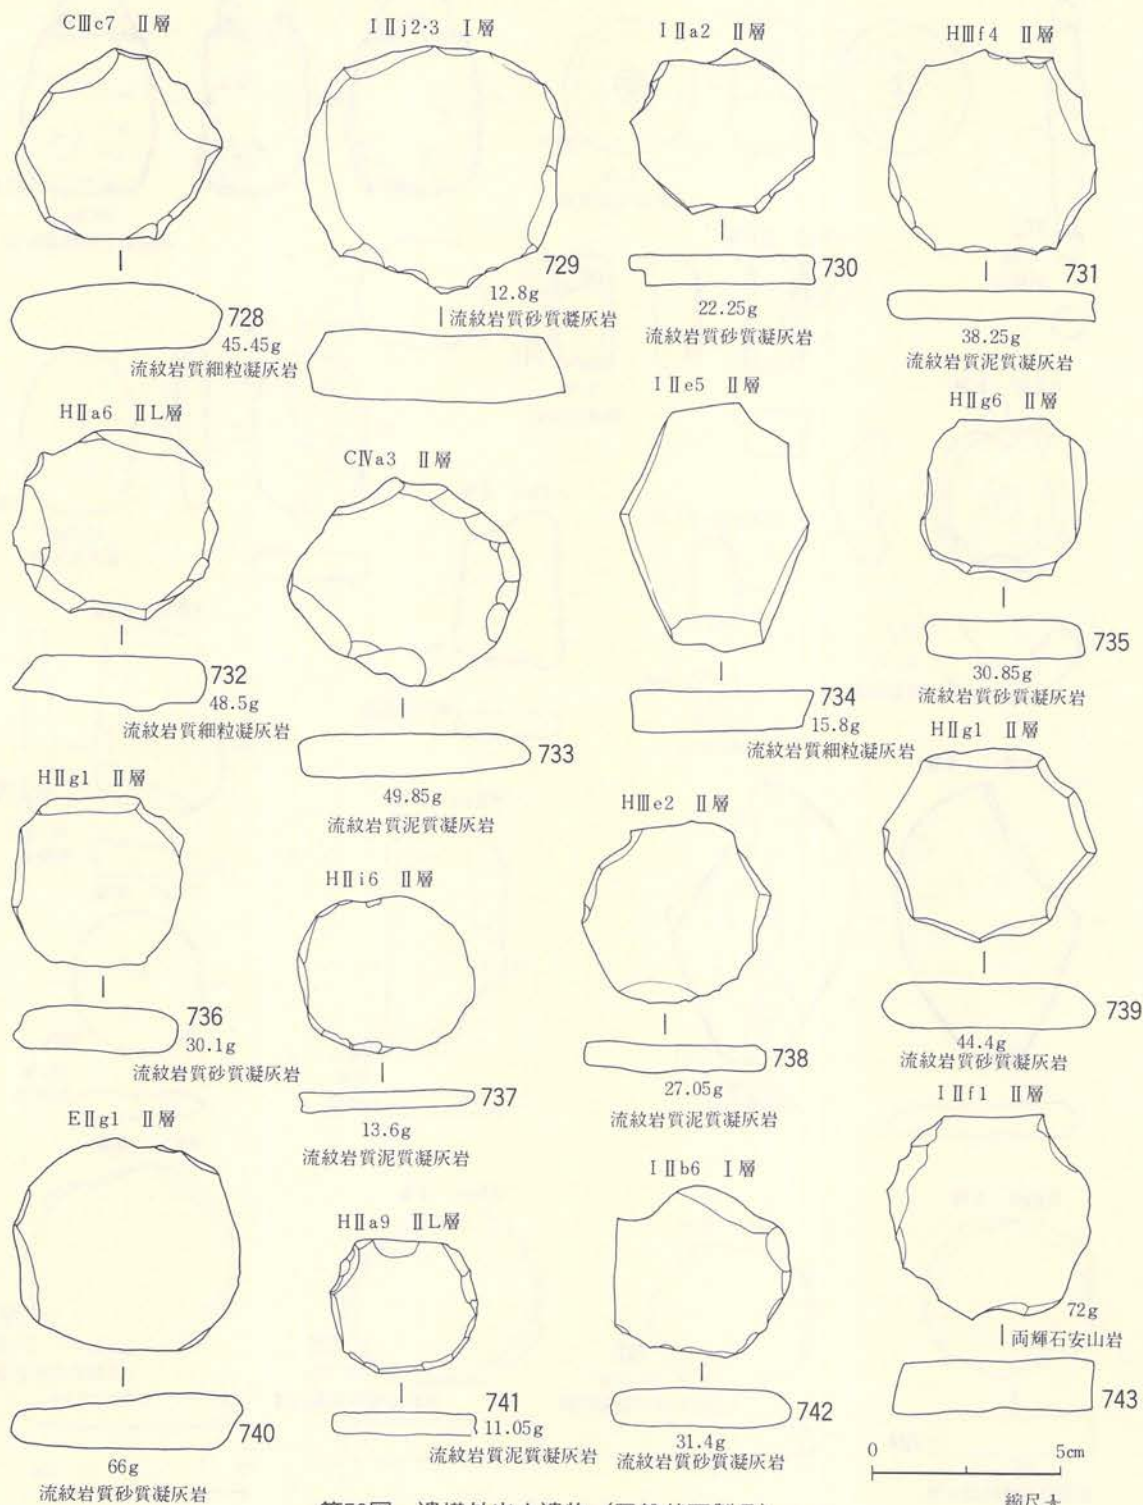 CⅢc7 Ⅱ層
728
45.45g
流紋岩質細粒凝灰岩
ⅠⅡj2・3 Ⅰ層
729
12.8g
流紋岩質砂質凝灰岩
ⅠⅡa2 Ⅱ層
730
22.25g
流紋岩質砂質凝灰岩
HⅢf4 Ⅱ層
731
38.25g
流紋岩質泥質凝灰岩
HⅡa6 ⅡL層
732
48.5g
流紋岩質細粒凝灰岩
CⅣa3 Ⅱ層
733
49.85g
流紋岩質泥質凝灰岩
ⅠⅡe5 Ⅱ層
734
15.8g
流紋岩質細粒凝灰岩
HⅡg6 Ⅱ層
735
30.85g
流紋岩質砂質凝灰岩
HⅡg1 Ⅱ層
736
30.1g
流紋岩質砂質凝灰岩
HⅡi6 Ⅱ層
737
13.6g
流紋岩質泥質凝灰岩
HⅢe2 Ⅱ層
738
27.05g
流紋岩質泥質凝灰岩
HⅡg1 Ⅱ層
739
44.4g
流紋岩質砂質凝灰岩
EⅡg1 Ⅱ層
740
66g
流紋岩質砂質凝灰岩
HⅡa9 ⅡL層
741
11.05g
流紋岩質泥質凝灰岩
ⅠⅡb6 Ⅰ層
742
31.4g
流紋岩質砂質凝灰岩
ⅠⅡf1 Ⅱ層
72g
両輝石安山岩
743
0 5cm
縮尺